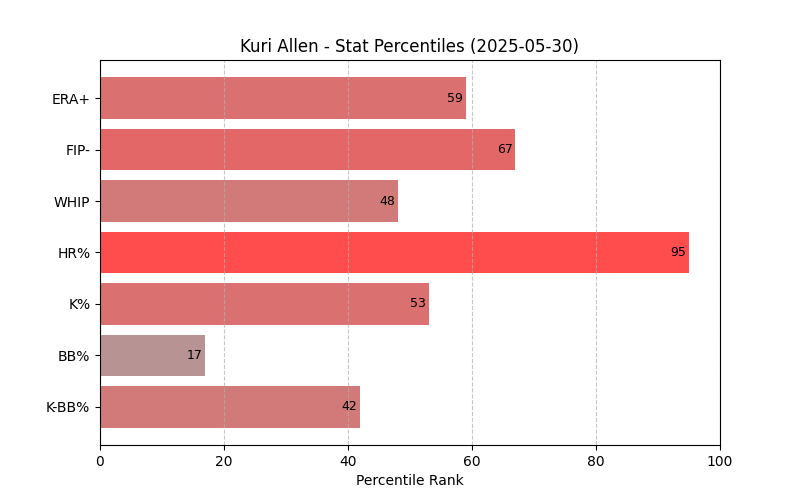 Kuri Allen - Stat Percentiles (2025-05-30)
ERA+ 59
FIP- 67
WHIP 48
HR% 95
K% 53
BB% 17
K-BB% 42
0 20 40 60 80 100
Percentile Rank